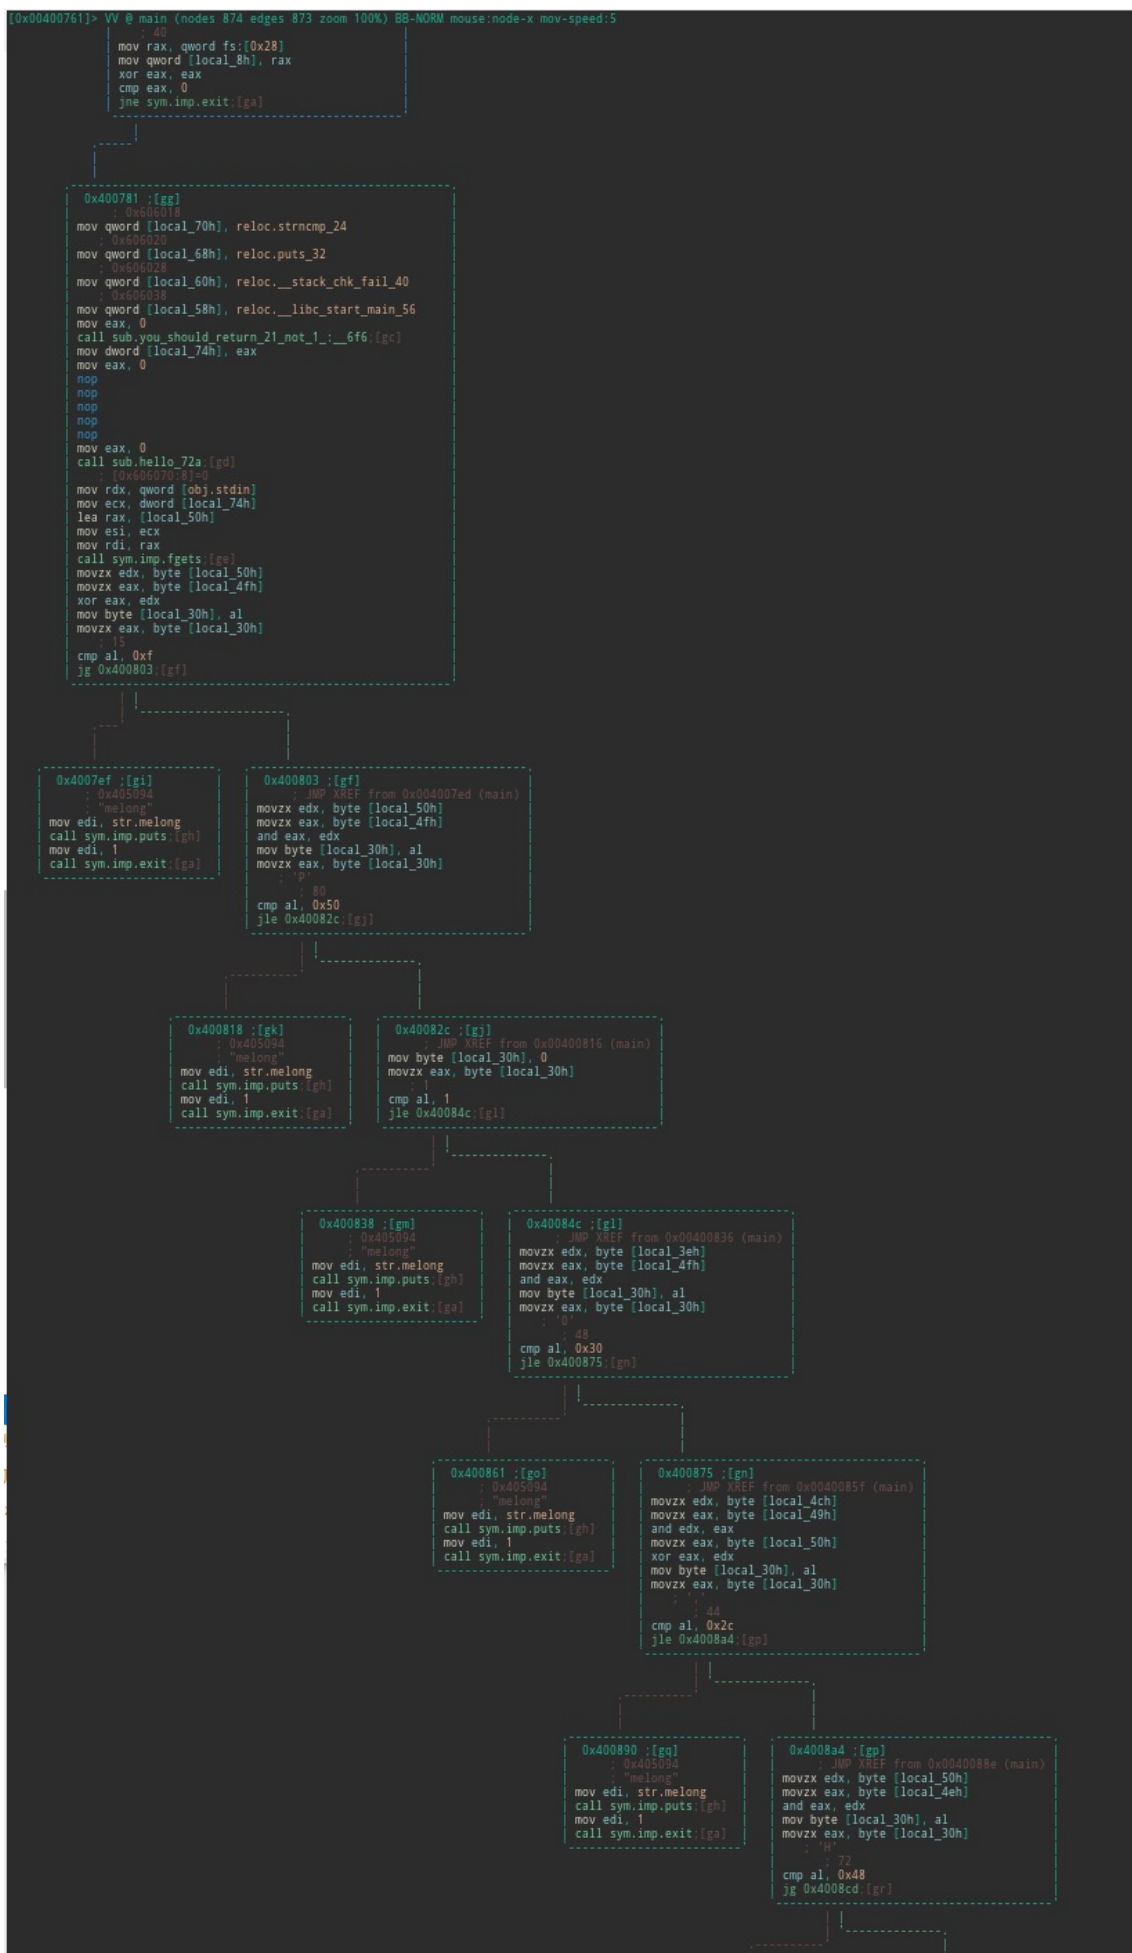 [0x00400761]> VV @ main (nodes 874 edges 873 zoom 100%) BB-NORM mouse:node-x mov-speed:5
; 40
mov rax, qword fs:[0x28]
mov qword [local_8h], rax
xor eax, eax
cmp eax, 0
jne sym.imp.exit;[ga]
0x400781 ;[gg]
; 0x606018
mov qword [local_70h], reloc.strncmp_24
; 0x606020
mov qword [local_68h], reloc.puts_32
; 0x606028
mov qword [local_60h], reloc.__stack_chk_fail_40
; 0x606038
mov qword [local_58h], reloc.__libc_start_main_56
mov eax, 0
call sub.you_should_return_21_not_1_:__6f6;[gc]
mov dword [local_74h], eax
mov eax, 0
nop
nop
nop
nop
nop
mov eax, 0
call sub.hello_72a;[gd]
; [0x606070:8]=0
mov rdx, qword [obj.stdin]
mov ecx, dword [local_74h]
lea rax, [local_50h]
mov esi, ecx
mov rdi, rax
call sym.imp.fgets;[ge]
movzx edx, byte [local_50h]
movzx eax, byte [local_4fh]
xor eax, edx
mov byte [local_30h], al
movzx eax, byte [local_30h]
; 15
cmp al, 0xf
jg 0x400803;[gf]
0x4007ef ;[gi]
; 0x405094
; "melong"
mov edi, str.melong
call sym.imp.puts;[gh]
mov edi, 1
call sym.imp.exit;[ga]
0x400803 ;[gf]
; JMP XREF from 0x004007ed (main)
movzx edx, byte [local_50h]
movzx eax, byte [local_4fh]
and eax, edx
mov byte [local_30h], al
movzx eax, byte [local_30h]
; 'P'
; 80
cmp al, 0x50
jle 0x40082c;[gj]
0x400818 ;[gk]
; 0x405094
; "melong"
mov edi, str.melong
call sym.imp.puts;[gh]
mov edi, 1
call sym.imp.exit;[ga]
0x40082c ;[gj]
; JMP XREF from 0x00400816 (main)
mov byte [local_30h], 0
movzx eax, byte [local_30h]
; 1
cmp al, 1
jle 0x40084c;[gl]
0x400838 ;[gm]
; 0x405094
; "melong"
mov edi, str.melong
call sym.imp.puts;[gh]
mov edi, 1
call sym.imp.exit;[ga]
0x40084c ;[gl]
; JMP XREF from 0x00400836 (main)
movzx edx, byte [local_3eh]
movzx eax, byte [local_4fh]
and eax, edx
mov byte [local_30h], al
movzx eax, byte [local_30h]
; '0'
; 48
cmp al, 0x30
jle 0x400875;[gn]
0x400861 ;[go]
; 0x405094
; "melong"
mov edi, str.melong
call sym.imp.puts;[gh]
mov edi, 1
call sym.imp.exit;[ga]
0x400875 ;[gn]
; JMP XREF from 0x0040085f (main)
movzx edx, byte [local_4ch]
movzx eax, byte [local_49h]
and edx, eax
movzx eax, byte [local_50h]
xor eax, edx
mov byte [local_30h], al
movzx eax, byte [local_30h]
; ','
; 44
cmp al, 0x2c
jle 0x4008a4;[gp]
0x400890 ;[gq]
; 0x405094
; "melong"
mov edi, str.melong
call sym.imp.puts;[gh]
mov edi, 1
call sym.imp.exit;[ga]
0x4008a4 ;[gp]
; JMP XREF from 0x0040088e (main)
movzx edx, byte [local_50h]
movzx eax, byte [local_4eh]
and eax, edx
mov byte [local_30h], al
movzx eax, byte [local_30h]
; 'H'
; 72
cmp al, 0x48
jg 0x4008cd;[gr]